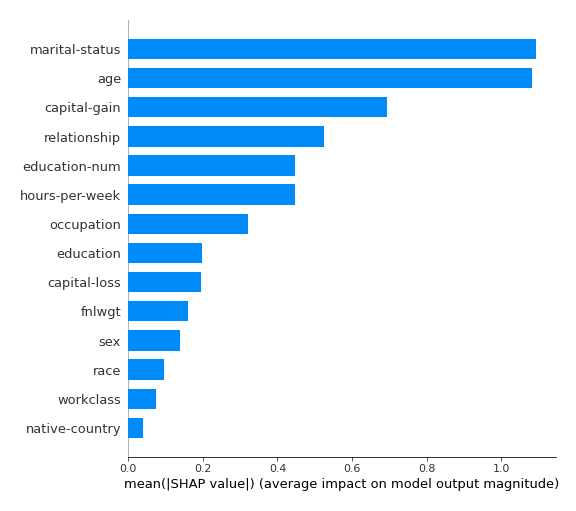 marital-status
age
capital-gain
relationship
education-num
hours-per-week
occupation
education
capital-loss
fnlwgt
sex
race
workclass
native-country
0.0 0.2 0.4 0.6 0.8 1.0
mean(|SHAP value|) (average impact on model output magnitude)